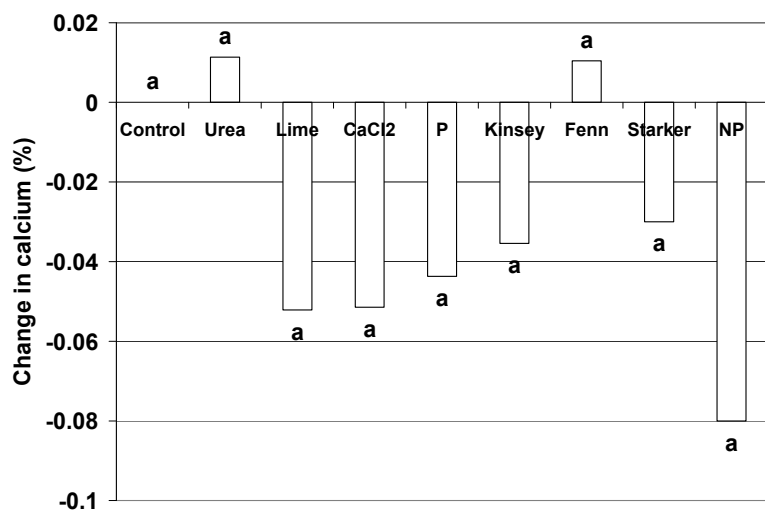 0.02
0
-0.02
-0.04
-0.06
-0.08
-0.1
Change in calcium (%)
a
a
a
a
a
a
a
a
a
Control Urea Lime CaCl2 P Kinsey Fenn Starker NP